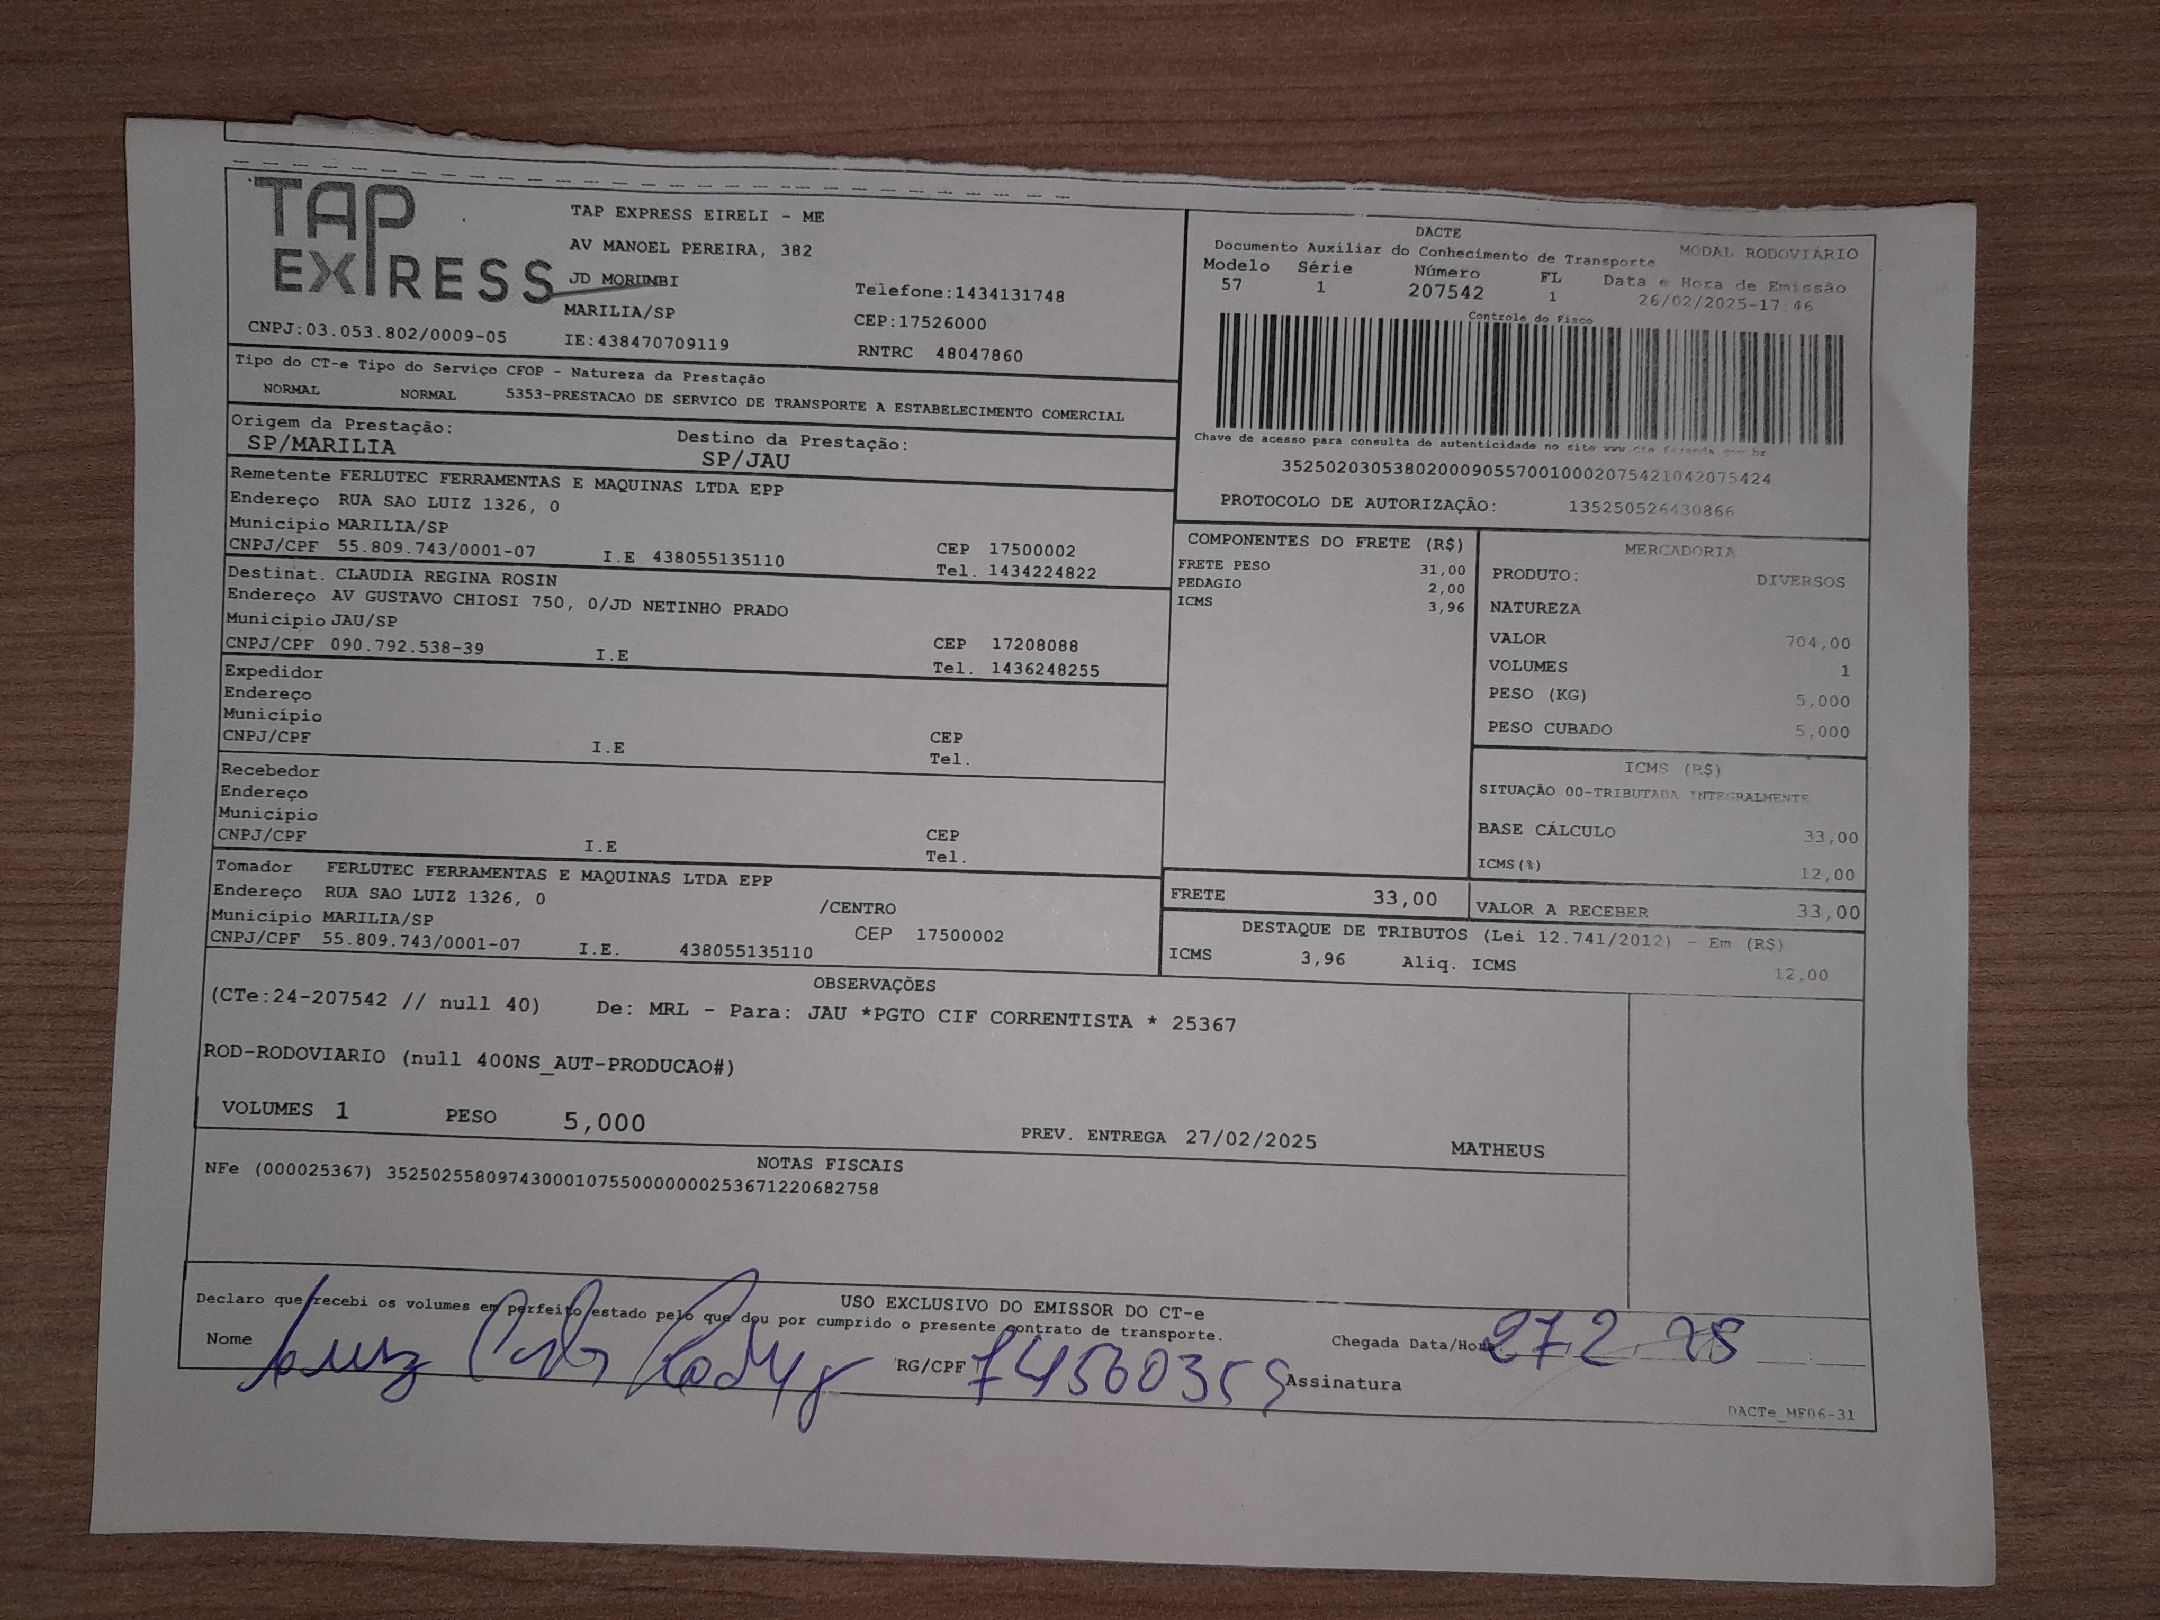 TAP EXPRESS
TAP EXPRESS EIRELI - ME
AV MANOEL PEREIRA, 382
JD MORUMBI
MARILIA/SP
Telefone:1434131748
CEP:17526000
CNPJ:03.053.802/0009-05 IE:438470709119 RNTRC 48047860
DACTE
Documento Auxiliar do Conhecimento de Transporte MODAL RODOVIÁRIO
Modelo Série Número FL Data e Hora de Emissão
57 1 207542 1 26/02/2025-17:46
Controle do Fisco
Chave de acesso para consulta de autenticidade no site www.cte.fazenda.gov.br
35250203053802000905570010002075421042075424
PROTOCOLO DE AUTORIZAÇÃO: 135250526430866
Tipo do CT-e Tipo do Serviço CFOP - Natureza da Prestação
NORMAL NORMAL 5353-PRESTACAO DE SERVICO DE TRANSPORTE A ESTABELECIMENTO COMERCIAL
Origem da Prestação: Destino da Prestação:
SP/MARILIA SP/JAU
Remetente FERLUTEC FERRAMENTAS E MAQUINAS LTDA EPP
Endereço RUA SAO LUIZ 1326, 0
Município MARILIA/SP CEP 17500002
CNPJ/CPF 55.809.743/0001-07 I.E 438055135110 Tel. 1434224822
Destinat. CLAUDIA REGINA ROSIN
Endereço AV GUSTAVO CHIOSI 750, 0/JD NETINHO PRADO
Município JAU/SP CEP 17208088
CNPJ/CPF 090.792.538-39 I.E Tel. 1436248255
Expedidor
Endereço
Município CEP
CNPJ/CPF I.E Tel.
Recebedor
Endereço
Município CEP
CNPJ/CPF I.E Tel.
Tomador FERLUTEC FERRAMENTAS E MAQUINAS LTDA EPP
Endereço RUA SAO LUIZ 1326, 0 /CENTRO
Município MARILIA/SP CEP 17500002
CNPJ/CPF 55.809.743/0001-07 I.E. 438055135110
COMPONENTES DO FRETE (R$)
FRETE PESO 31,00
PEDAGIO 2,00
ICMS 3,96
MERCADORIA
PRODUTO: DIVERSOS
NATUREZA
VALOR 704,00
VOLUMES 1
PESO (KG) 5,000
PESO CUBADO 5,000
ICMS (R$)
SITUAÇÃO 00-TRIBUTADA INTEGRALMENTE
BASE CÁLCULO 33,00
ICMS(%) 12,00
FRETE 33,00 VALOR A RECEBER 33,00
DESTAQUE DE TRIBUTOS (Lei 12.741/2012) - Em (R$)
ICMS 3,96 Aliq. ICMS 12,00
OBSERVAÇÕES
(CTe:24-207542 // null 40) De: MRL - Para: JAU *PGTO CIF CORRENTISTA * 25367
ROD-RODOVIARIO (null 400NS_AUT-PRODUCAO#)
VOLUMES 1 PESO 5,000 PREV. ENTREGA 27/02/2025 MATHEUS
NOTAS FISCAIS
NFe (000025367) 35250255809743000107550000000253671220682758
USO EXCLUSIVO DO EMISSOR DO CT-e
Declaro que recebi os volumes em perfeito estado pelo que dou por cumprido o presente contrato de transporte.
Nome RG/CPF Assinatura Chegada Data/Hora 27 2
DACTe_MF06-31